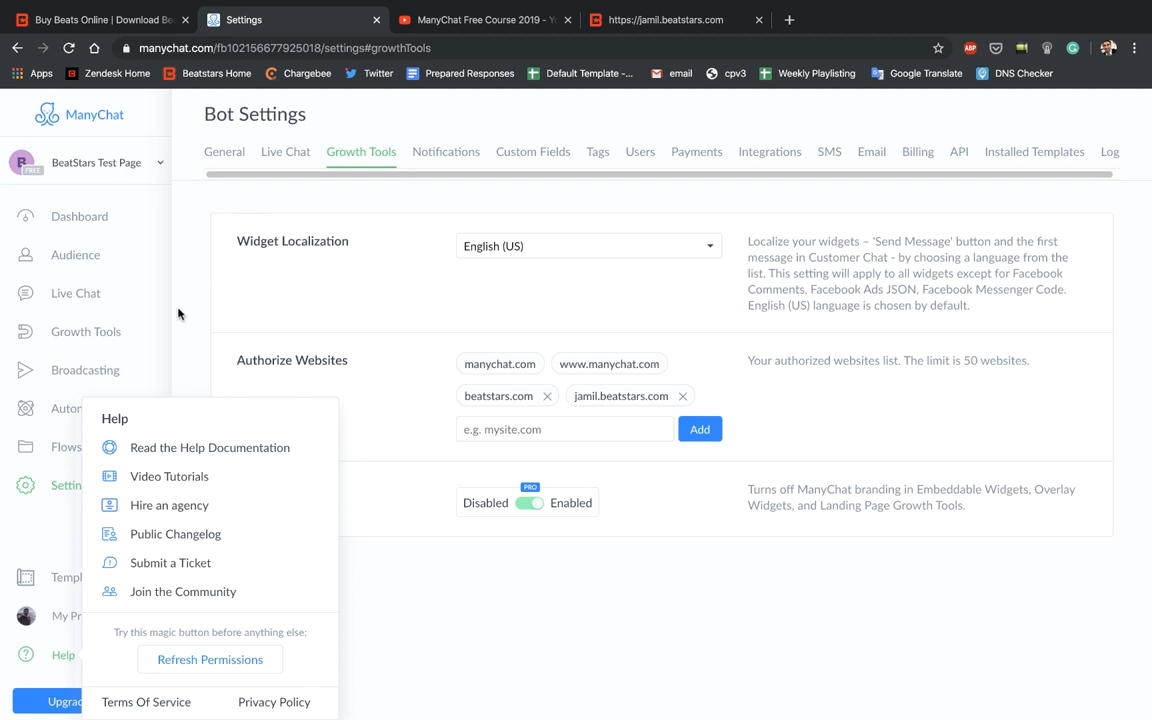 Buy Beats Online | Download Be
Settings
ManyChat Free Course 2019 - Yo
https://jamil.beatstars.com
manychat.com/fb102156677925018/settings#growthTools
ABP
Apps
Zendesk Home
Beatstars Home
Chargebee
Twitter
Prepared Responses
Default Template -...
email
cpv3
Weekly Playlisting
Google Translate
DNS Checker
ManyChat
Bot Settings
B
FREE
BeatStars Test Page
General
Live Chat
Growth Tools
Notifications
Custom Fields
Tags
Users
Payments
Integrations
SMS
Email
Billing
API
Installed Templates
Log
Dashboard
Audience
Live Chat
Growth Tools
Broadcasting
Autor
Flows
Settin
Templ
My Pr
Help
Upgrad
Widget Localization
English (US)
Localize your widgets – 'Send Message' button and the first
message in Customer Chat - by choosing a language from the
list. This setting will apply to all widgets except for Facebook
Comments, Facebook Ads JSON, Facebook Messenger Code.
English (US) language is chosen by default.
Authorize Websites
manychat.com
www.manychat.com
beatstars.com
jamil.beatstars.com
e.g. mysite.com
Add
Your authorized websites list. The limit is 50 websites.
PRO
Disabled
Enabled
Turns off ManyChat branding in Embeddable Widgets, Overlay
Widgets, and Landing Page Growth Tools.
Help
Read the Help Documentation
Video Tutorials
Hire an agency
Public Changelog
Submit a Ticket
Join the Community
Try this magic button before anything else:
Refresh Permissions
Terms Of Service
Privacy Policy